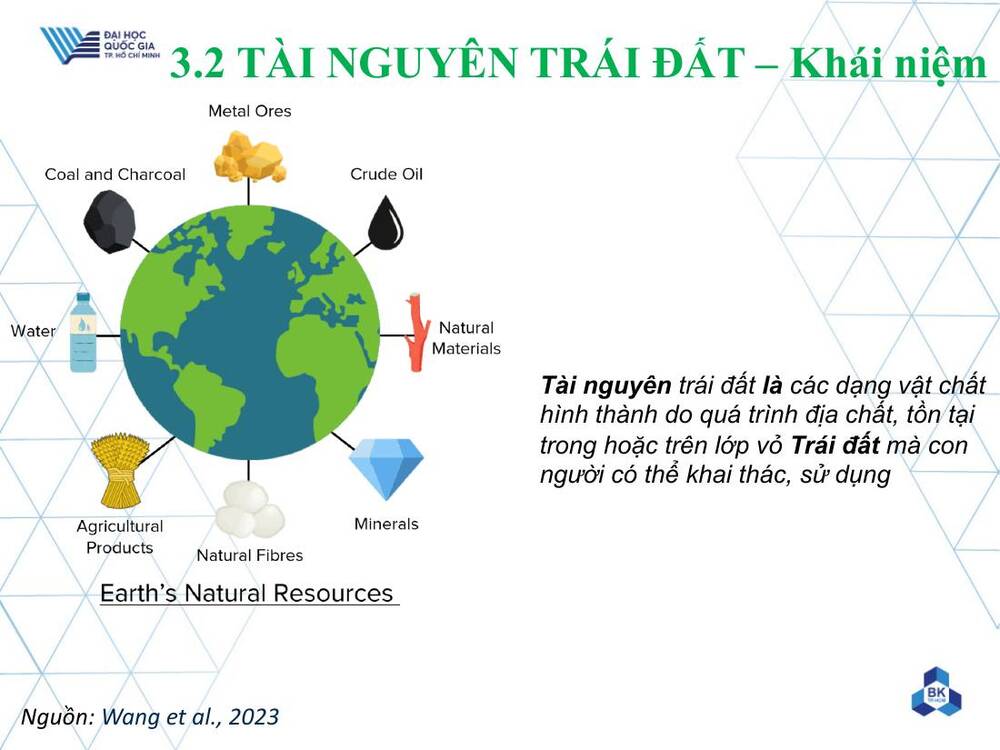 ĐẠI HỌC
QUỐC GIA
TP. HỒ CHÍ MINH
3.2 TÀI NGUYÊN TRÁI ĐẤT – Khái niệm
Metal Ores
Coal and Charcoal
Crude Oil
Water
Natural
Materials
Tài nguyên trái đất là các dạng vật chất
hình thành do quá trình địa chất, tồn tại
trong hoặc trên lớp vỏ Trái đất mà con
người có thể khai thác, sử dụng
Agricultural
Products
Minerals
Natural Fibres
Earth's Natural Resources
BK
TP.HCM
Nguồn: Wang et al., 2023